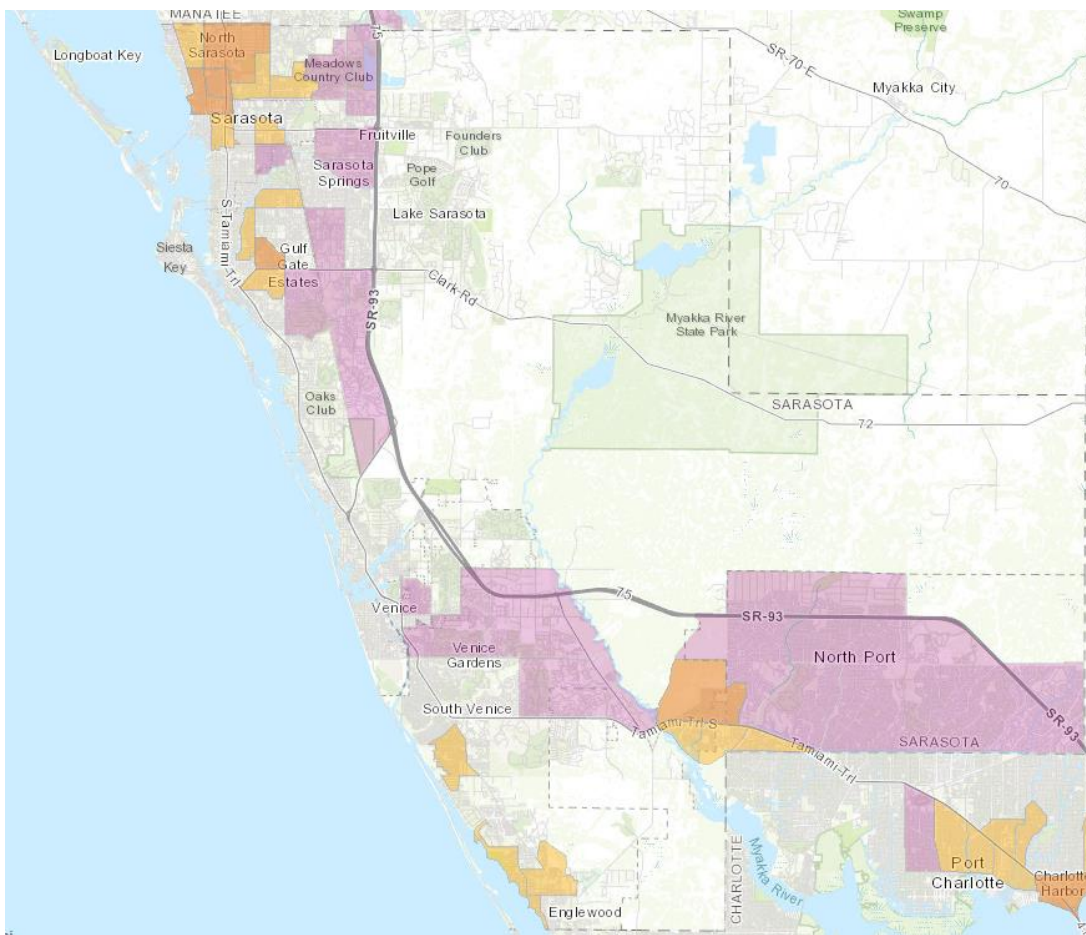 MANATEE
Swamp
Preserve
75
Longboat Key
North
Sarasota
Meadows
Country Club
SR-70 E
Myakka City
Sarasota
Fruitville
Founders
Club
Sarasota
Springs
Pope
Golf
70
S Tamiami-Trl
Lake Sarasota
Siesta
Key
Gulf
Gate
Estates
Clark-Rd
SR-93
Myakka River
State Park
Oaks
Club
SARASOTA
72
75
Venice
SR-93
Venice
Gardens
North Port
South Venice
Tamiami-Trl-S
Tamiami-Trl
SARASOTA
SR-93
Port
Charlotte
Charlotte
Harbor
Myakka
River
CHARLOTTE
Englewood